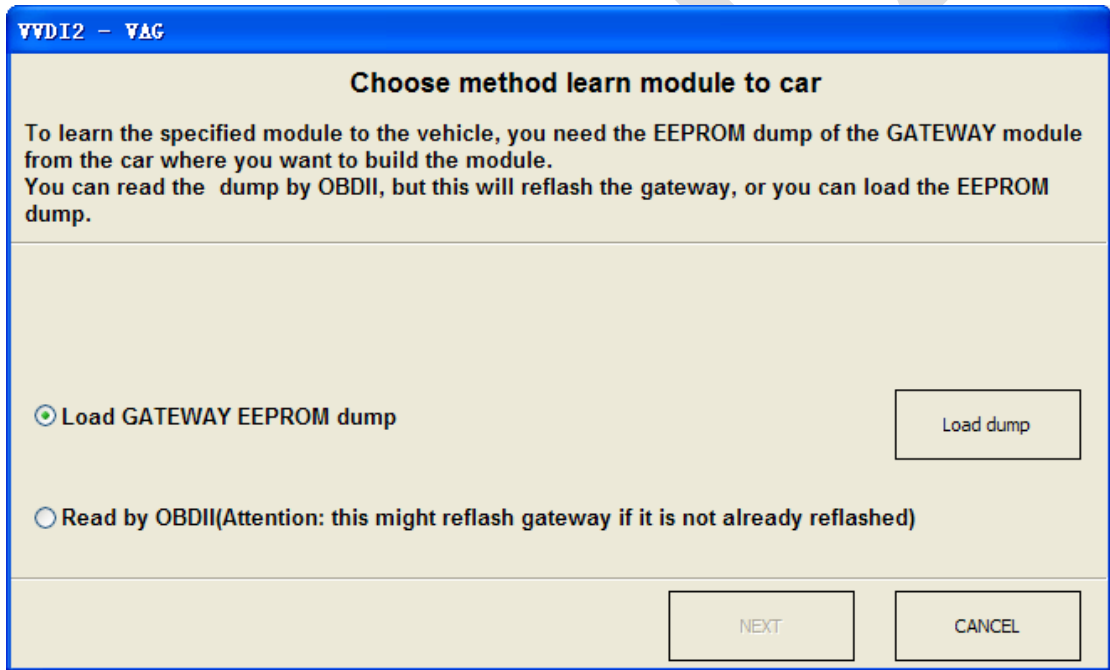 VVDI2 - VAG
Choose method learn module to car
To learn the specified module to the vehicle, you need the EEPROM dump of the GATEWAY module
from the car where you want to build the module.
You can read the  dump by OBDII, but this will reflash the gateway, or you can load the EEPROM
dump.
Load GATEWAY EEPROM dump
Load dump
Read by OBDII(Attention: this might reflash gateway if it is not already reflashed)
NEXT
CANCEL